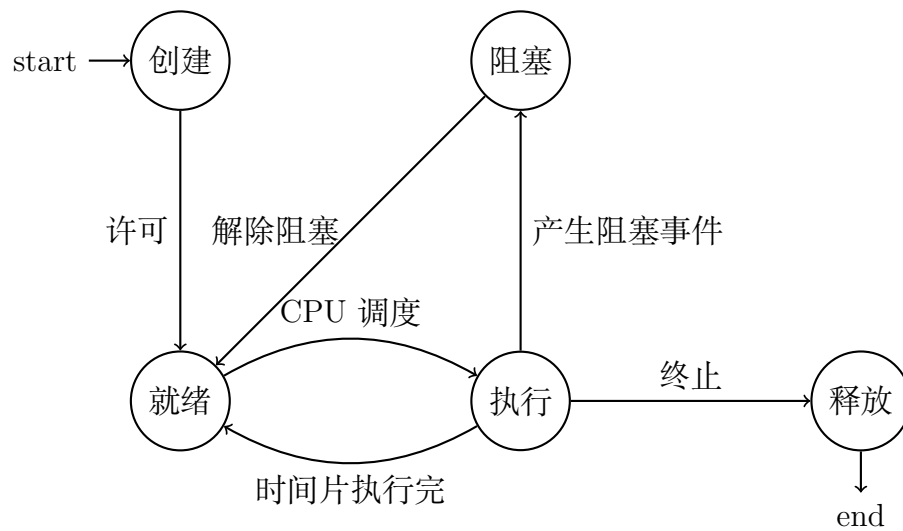 start
创建
阻塞
许可
解除阻塞
产生阻塞事件
CPU 调度
就绪
执行
终止
释放
时间片执行完
end